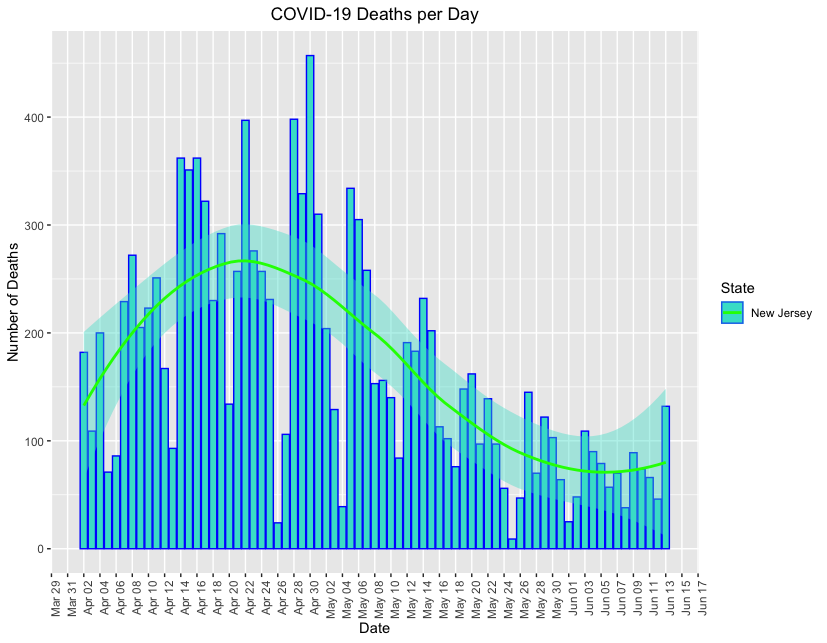 COVID-19 Deaths per Day
Number of Deaths
400
300
200
100
0
Mar 29
Mar 31
Apr 02
Apr 04
Apr 06
Apr 08
Apr 10
Apr 12
Apr 14
Apr 16
Apr 18
Apr 20
Apr 22
Apr 24
Apr 26
Apr 28
Apr 30
May 02
May 04
May 06
May 08
May 10
May 12
May 14
May 16
May 18
May 20
May 22
May 24
May 26
May 28
May 30
Jun 01
Jun 03
Jun 05
Jun 07
Jun 09
Jun 11
Jun 13
Jun 15
Jun 17
Date
State
New Jersey